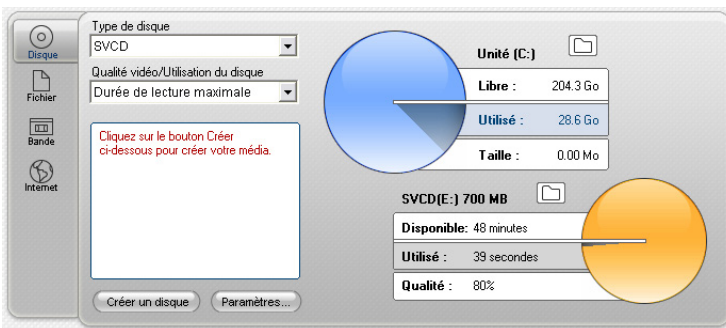 Disque
Fichier
Bande
Internet
Type de disque
SVCD
Qualité vidéo/Utilisation du disque
Durée de lecture maximale
Cliquez sur le bouton Créer
ci-dessous pour créer votre média.
Créer un disque
Paramètres...
Unité (C:)
Libre : 204.3 Go
Utilisé : 28.6 Go
Taille : 0.00 Mo
SVCD(E:) 700 MB
Disponible: 48 minutes
Utilisé : 39 secondes
Qualité : 80%